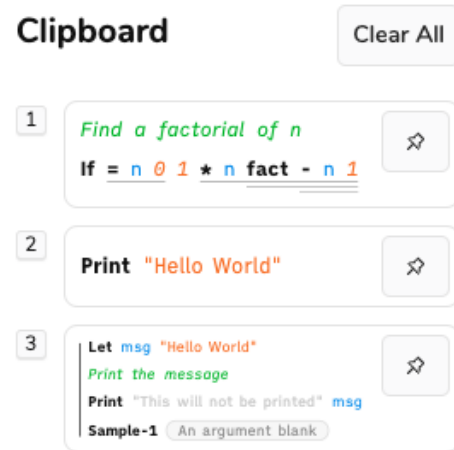 Clipboard
Clear All
1
Find a factorial of n
If = n 0 1 * n fact - n 1
2
Print "Hello World"
3
Let msg "Hello World"
Print the message
Print "This will not be printed" msg
Sample-1 An argument blank